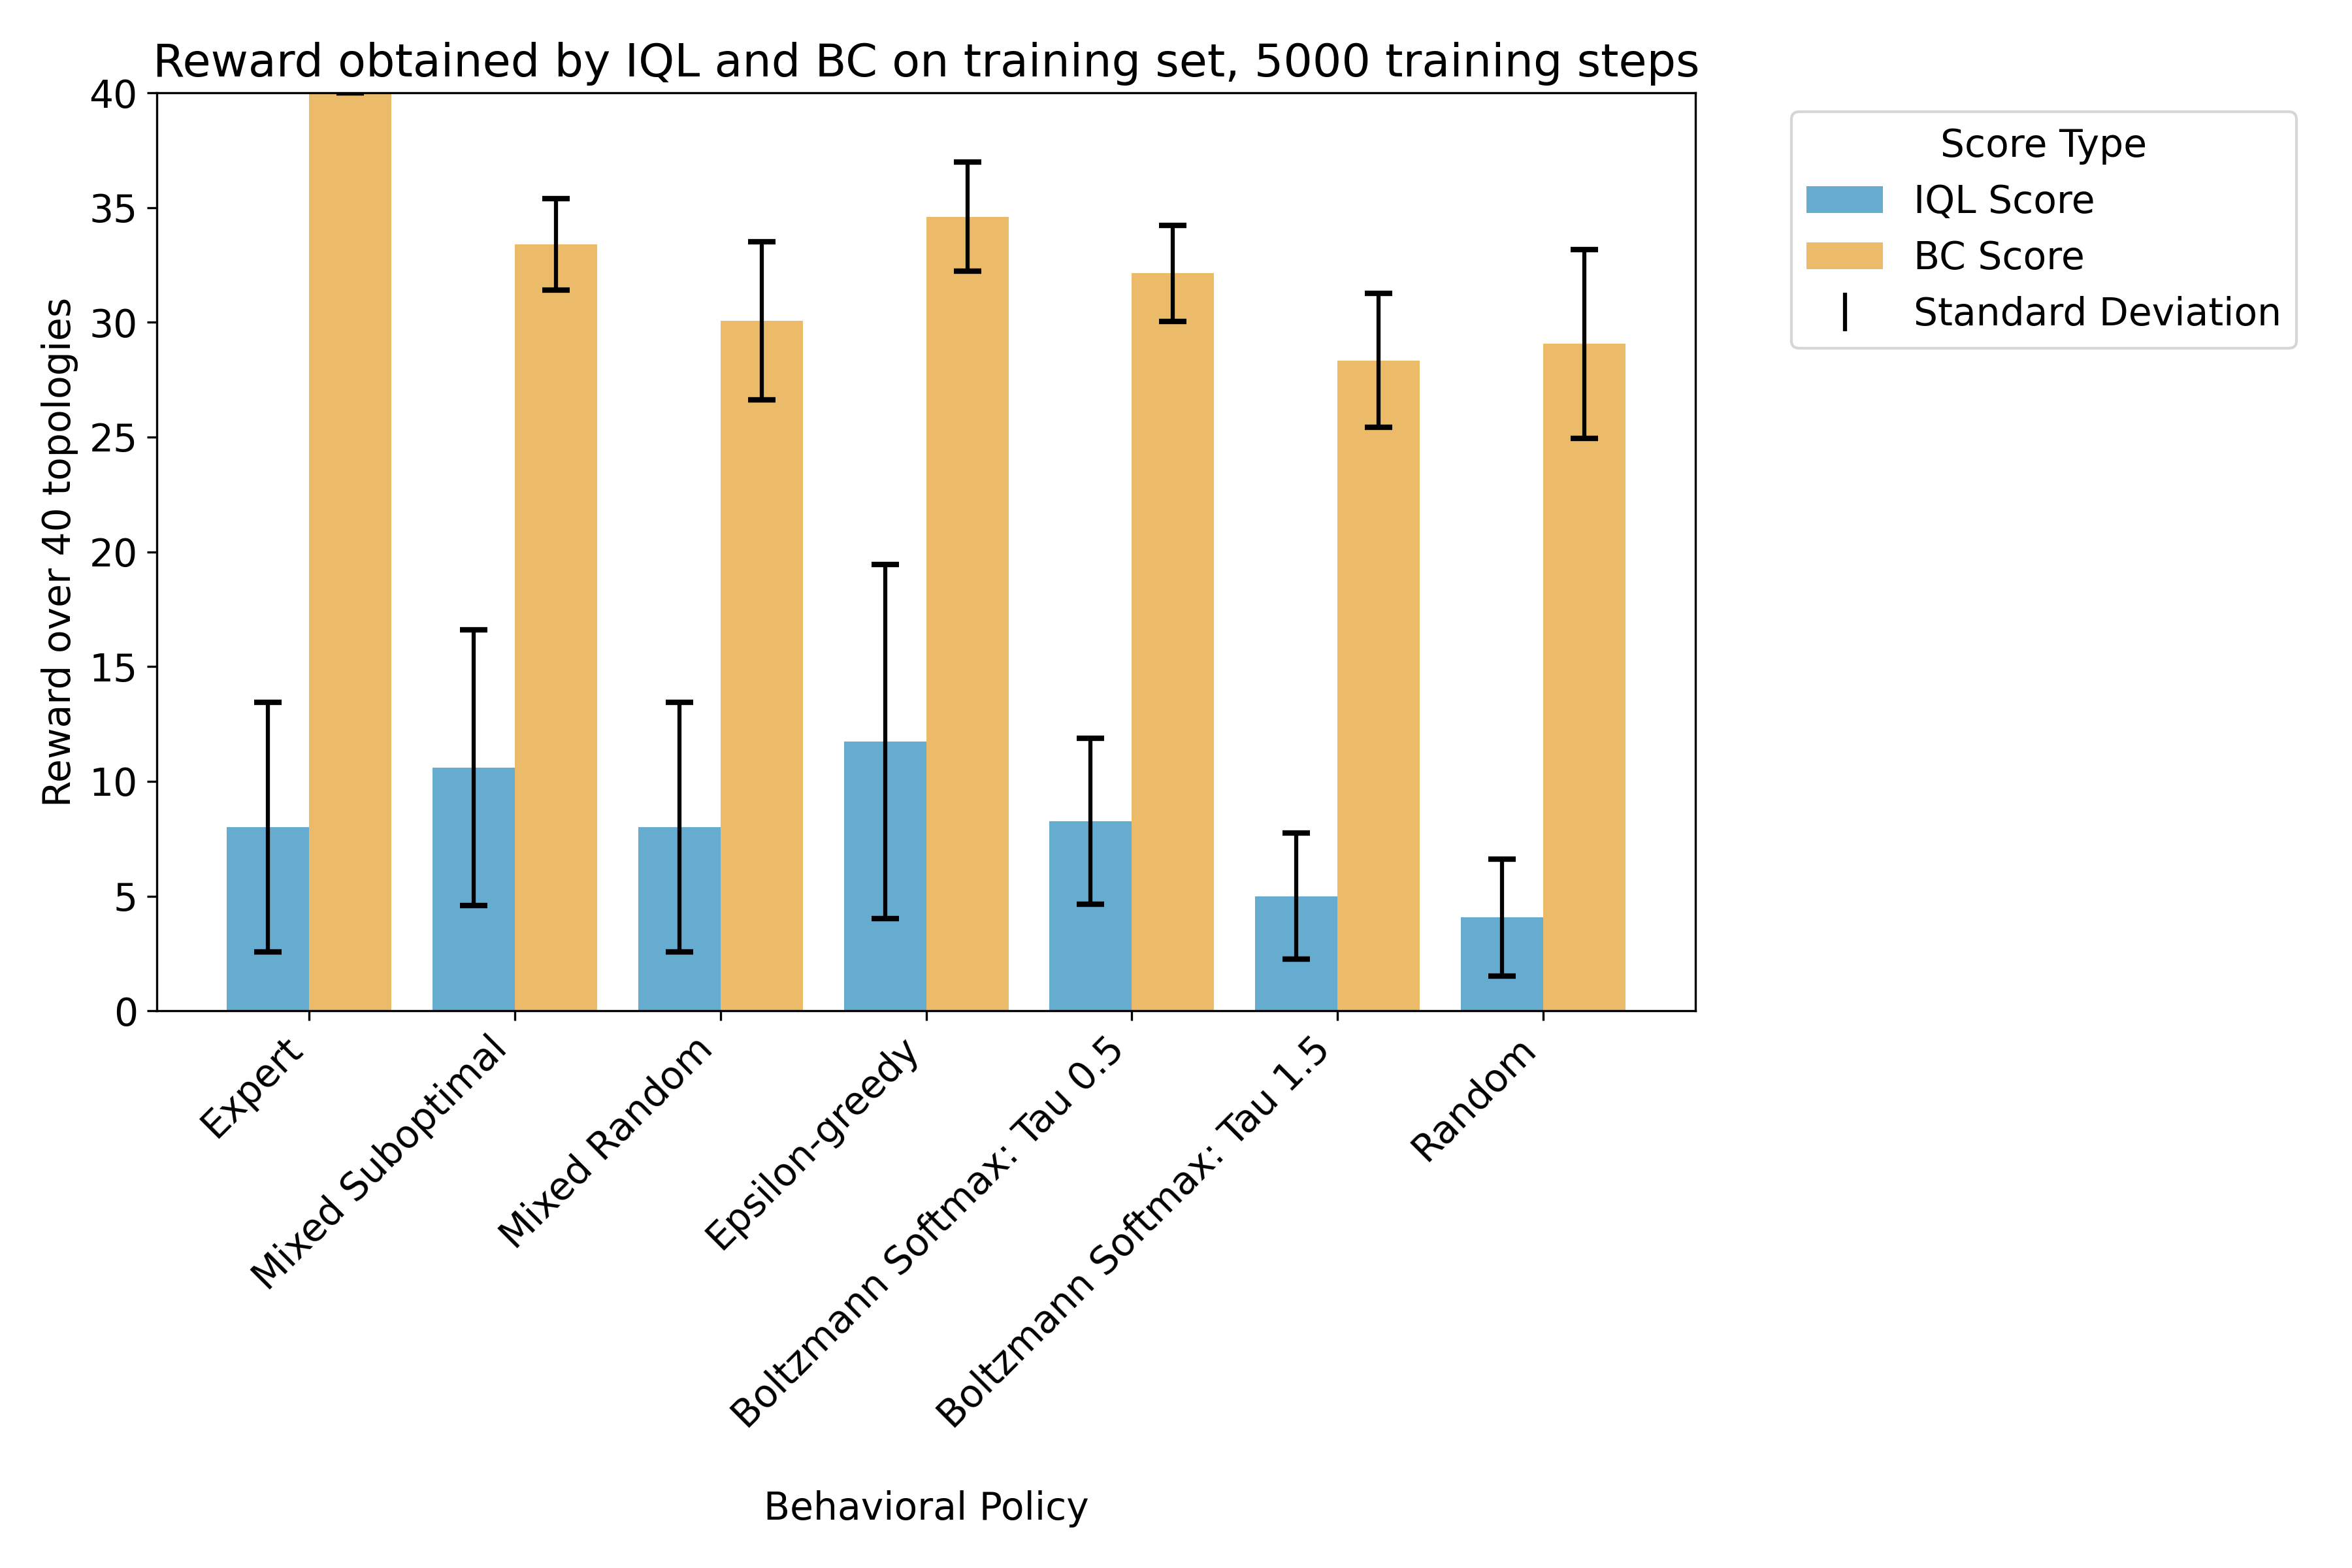 Reward obtained by IQL and BC on training set, 5000 training steps
Reward over 40 topologies
40
35
30
25
20
15
10
5
0
Expert
Mixed Suboptimal
Mixed Random
Epsilon-greedy
Boltzmann Softmax: Tau 0.5
Boltzmann Softmax: Tau 1.5
Random
Behavioral Policy
Score Type
IQL Score
BC Score
Standard Deviation